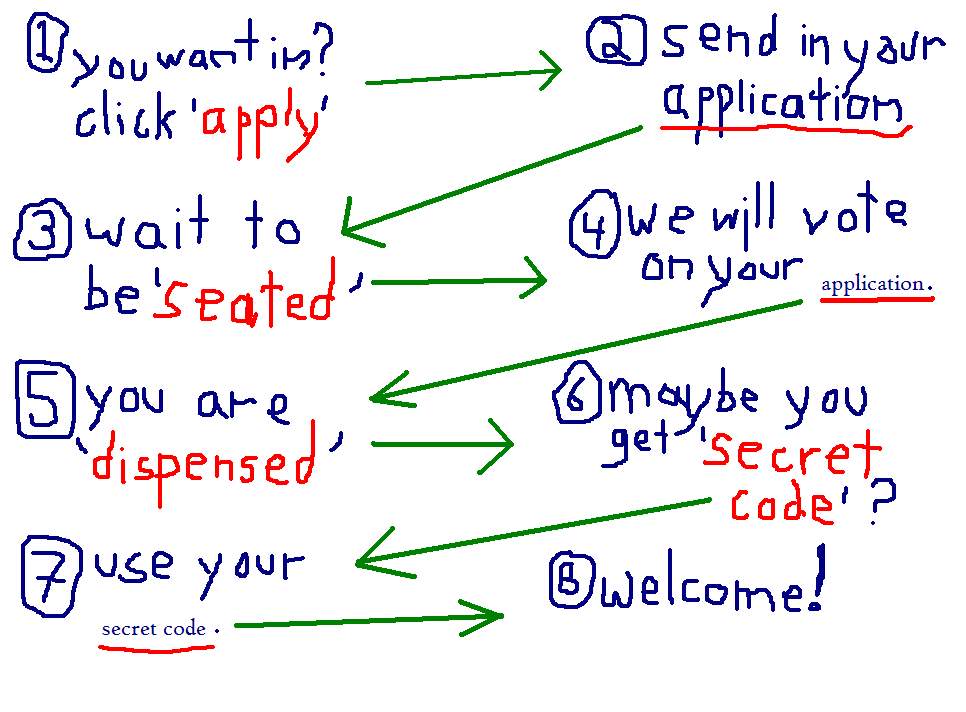 1 you want in?
click 'apply'
2 send in your
application
3 wait to
be 'seated'
4 we will vote
on your
application.
5 you are
'dispensed'
6 maybe you
get 'secret
code'?
7 use your
secret code.
8 welcome!